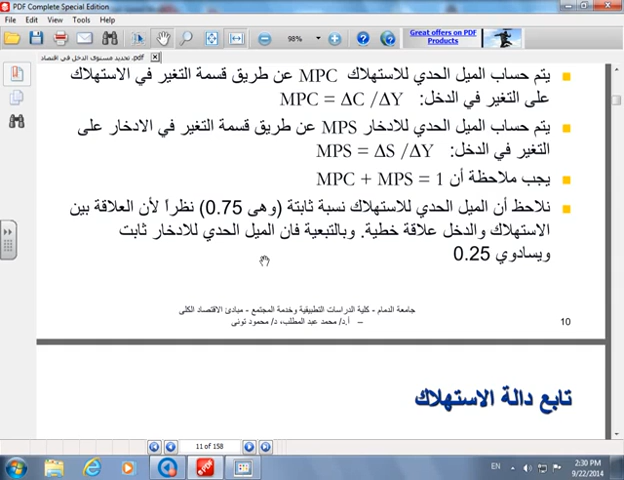 PDF Complete Special Edition
File Edit View Tools Help
98%
Great offers on PDF Products
تحديد مستوى الدخل في اقتصاد.pdf
يتم حساب الميل الحدي للاستهلاك MPC عن طريق قسمة التغير في الاستهلاك
على التغير في الدخل: MPC = ΔC /ΔY
يتم حساب الميل الحدي للادخار MPS عن طريق قسمة التغير في الادخار على
التغير في الدخل: MPS = ΔS /ΔY
يجب ملاحظة أن MPC + MPS = 1
نلاحظ أن الميل الحدي للاستهلاك نسبة ثابتة (وهى 0.75) نظراً لأن العلاقة بين
الاستهلاك والدخل علاقة خطية. وبالتبعية فان الميل الحدي للادخار ثابت
ويسادوي 0.25
جامعة الدمام - كلية الدراسات التطبيقية وخدمة المجتمع - مبادئ الاقتصاد الكلى
– أ.د/ محمد عبد المطلب، د/ محمود تونى
10
تابع دالة الاستهلاك
11 of 158
EN
2:30 PM
9/22/2014